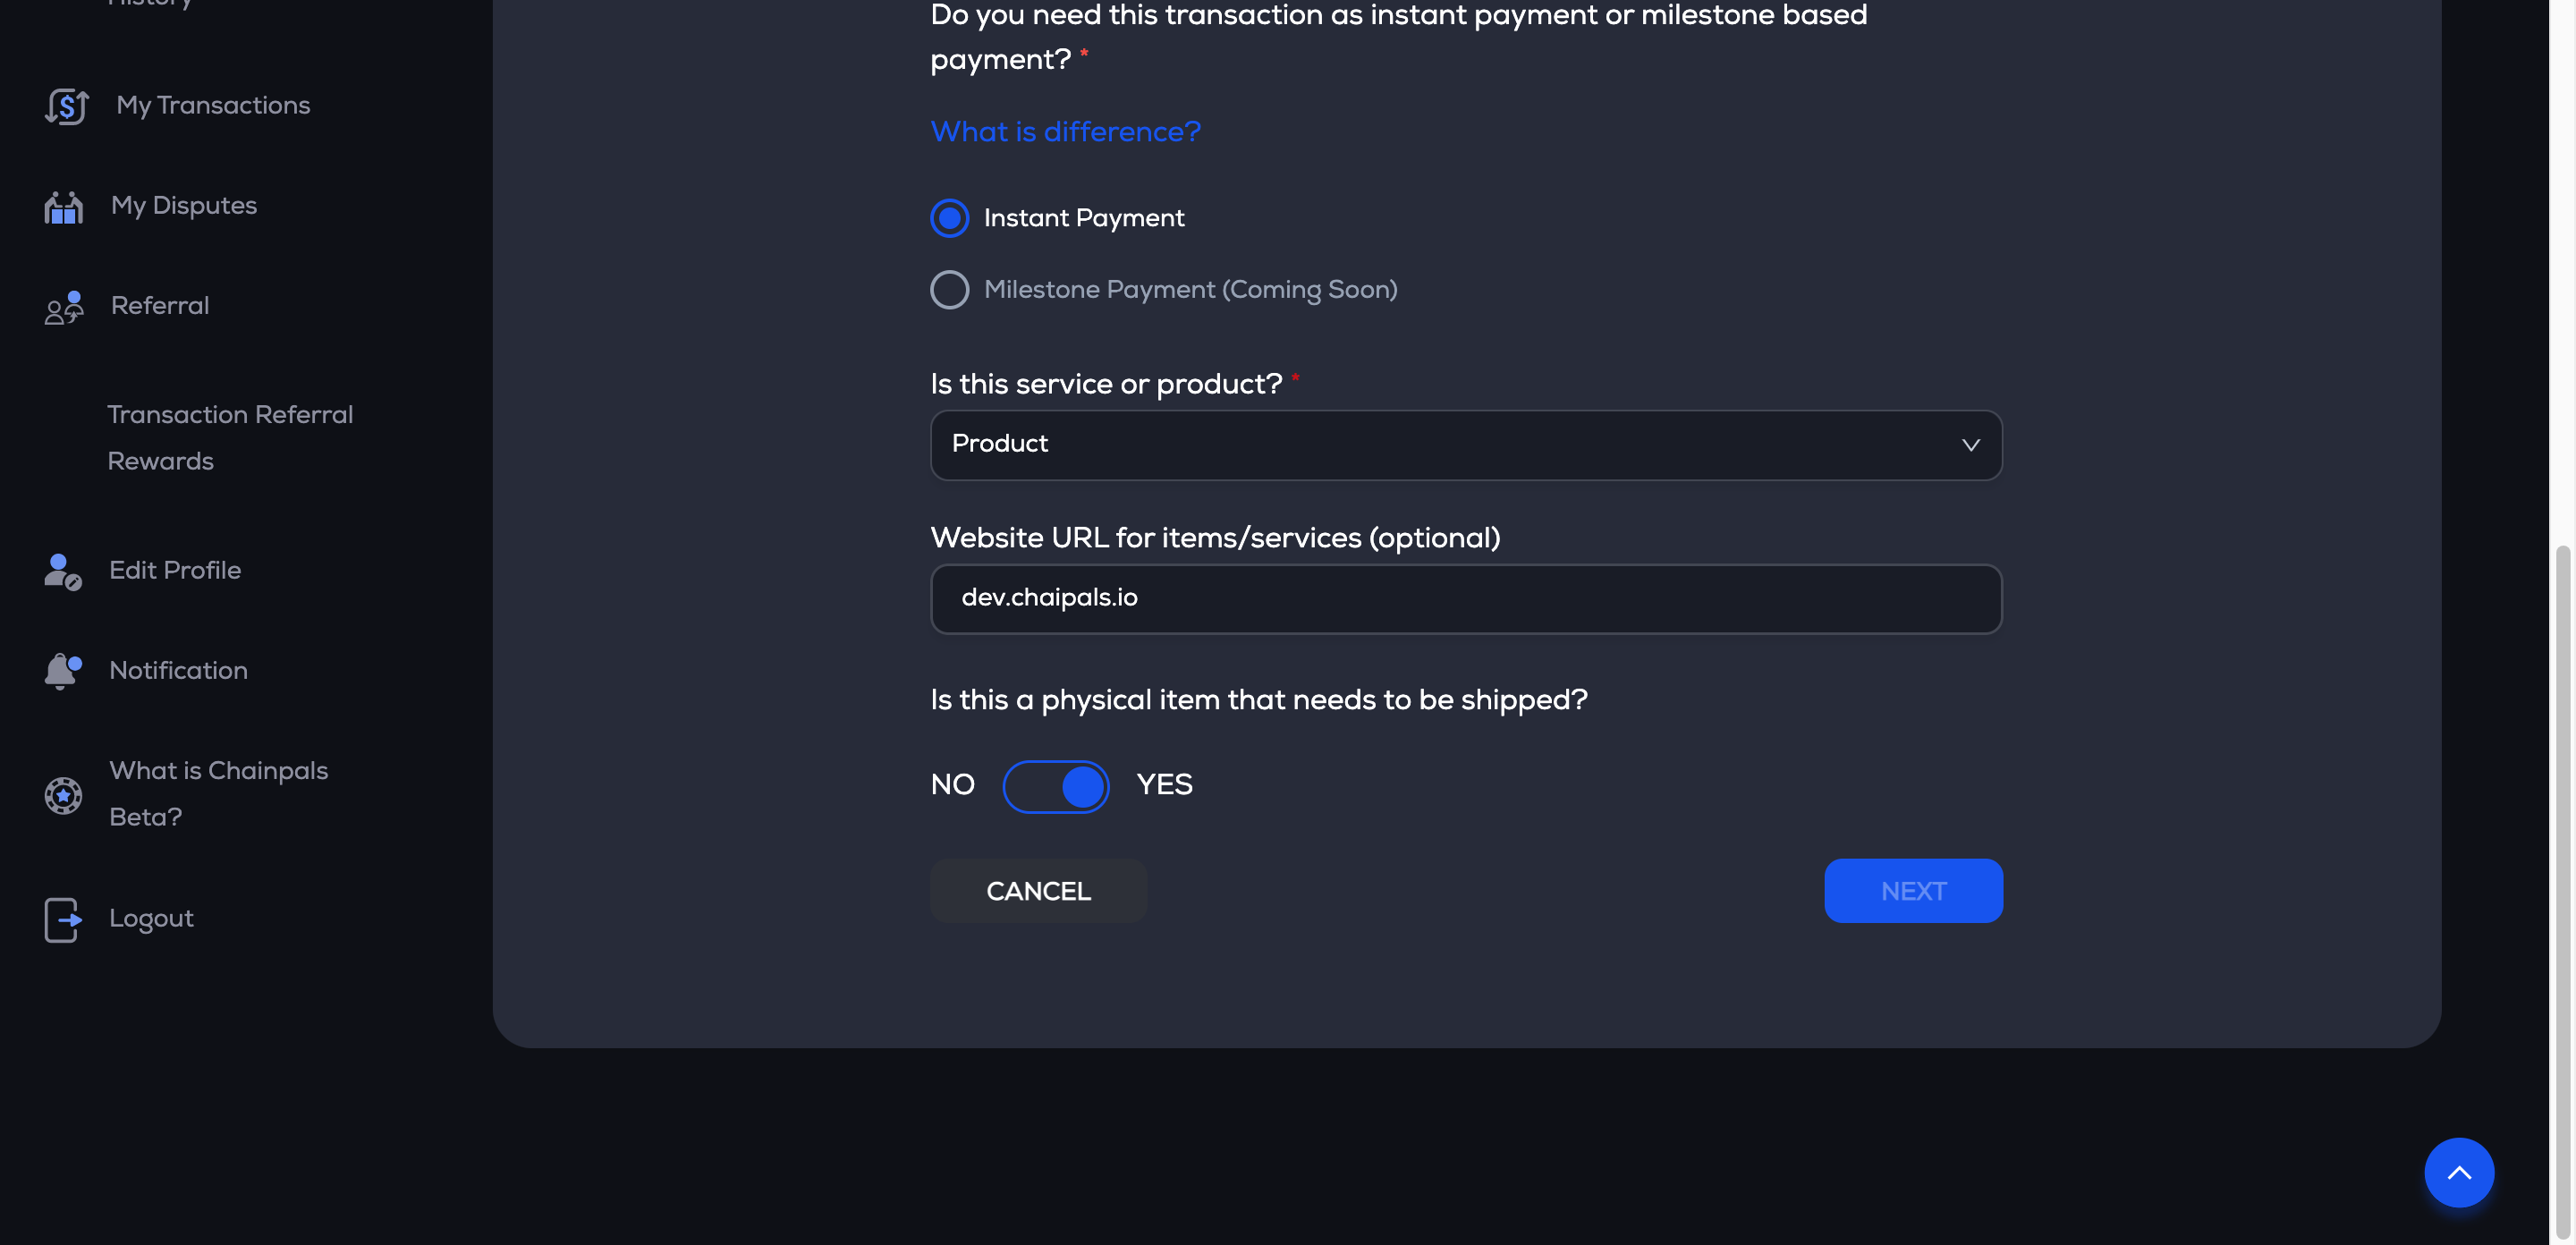 History
My Transactions
My Disputes
Referral
Transaction Referral
Rewards
Edit Profile
Notification
What is Chainpals
Beta?
Logout
Do you need this transaction as instant payment or milestone based
payment? *
What is difference?
Instant Payment
Milestone Payment (Coming Soon)
Is this service or product? *
Product
Website URL for items/services (optional)
dev.chaipals.io
Is this a physical item that needs to be shipped?
NO YES
CANCEL NEXT